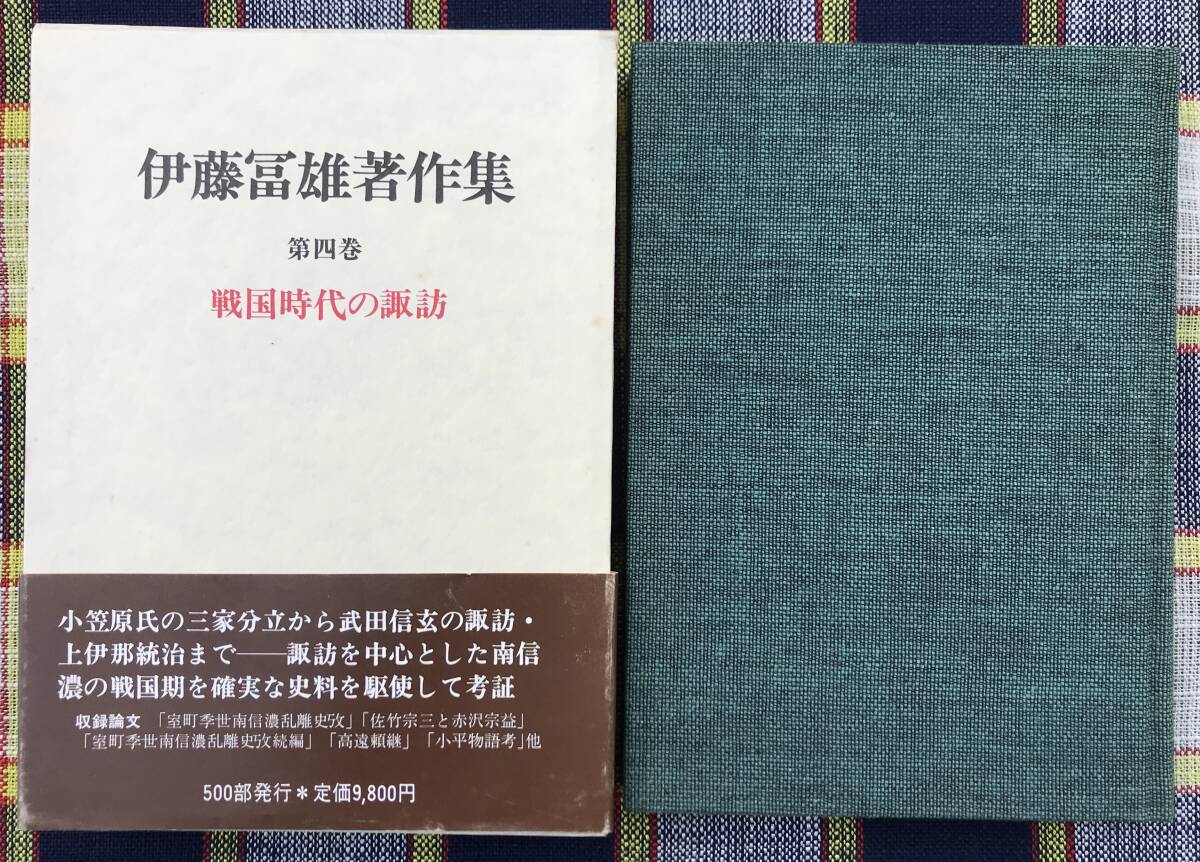 伊藤冨雄著作集
第四巻
戦国時代の諏訪
小笠原氏の三家分立から武田信玄の諏訪・
上伊那統治まで――諏訪を中心とした南信
濃の戦国期を確実な史料を駆使して考証
収録論文 「室町季世南信濃乱離史攷」「佐竹宗三と赤沢宗益」
「室町季世南信濃乱離史攷続編」 「高遠頼継」 「小平物語考」他
500部発行＊定価9,800円